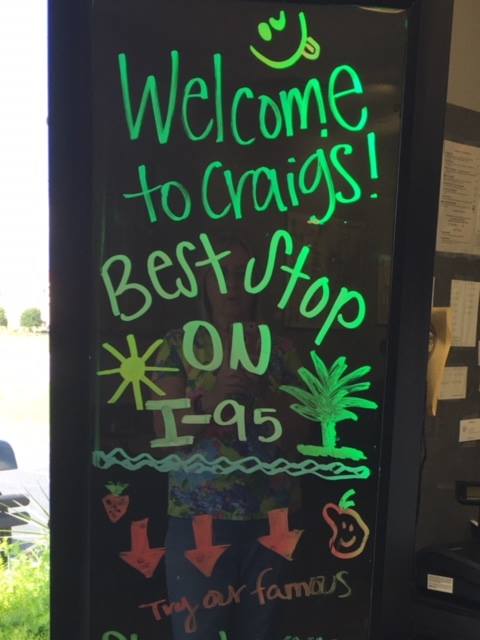 Welcome
to Craigs!
Best Stop
ON
I-95
Try our famous